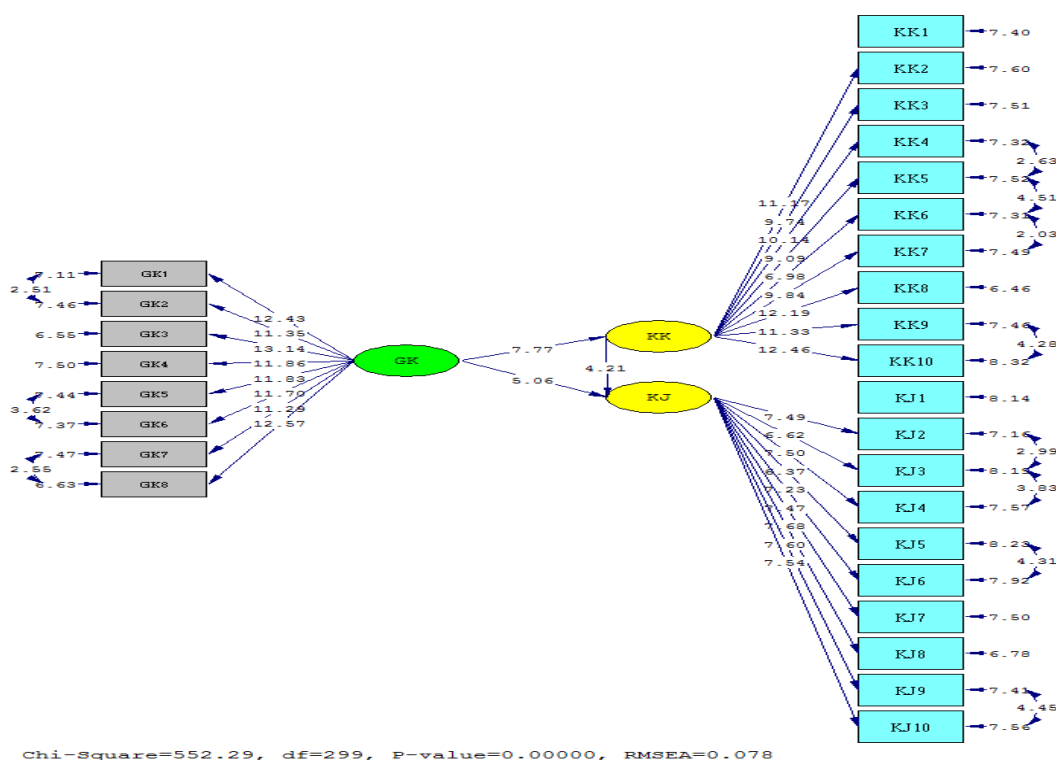 KK1 7.40
KK2 7.60
KK3 7.51
KK4 7.32
2.63
KK5 7.52
4.51
KK6 7.31
2.03
KK7 7.49
KK8 6.46
KK9 7.46
4.28
KK10 8.32
KJ1 8.14
KJ2 7.16
2.99
KJ3 8.19
3.83
KJ4 7.57
KJ5 8.23
4.31
KJ6 7.92
KJ7 7.50
KJ8 6.78
KJ9 7.41
4.45
KJ10 7.56
11.17
9.74
10.14
9.09
6.98
9.84
12.19
11.33
12.46
7.49
6.62
7.50
6.37
7.23
7.47
7.68
7.60
7.54
KK
4.21
KJ
7.77
5.06
GK
12.43
11.35
13.14
11.86
11.83
11.70
11.29
12.57
7.11 GK1
2.51
7.46 GK2
6.55 GK3
7.50 GK4
7.44 GK5
3.62
7.37 GK6
7.47 GK7
2.55
6.63 GK8
Chi-Square=552.29, df=299, P-value=0.00000, RMSEA=0.078